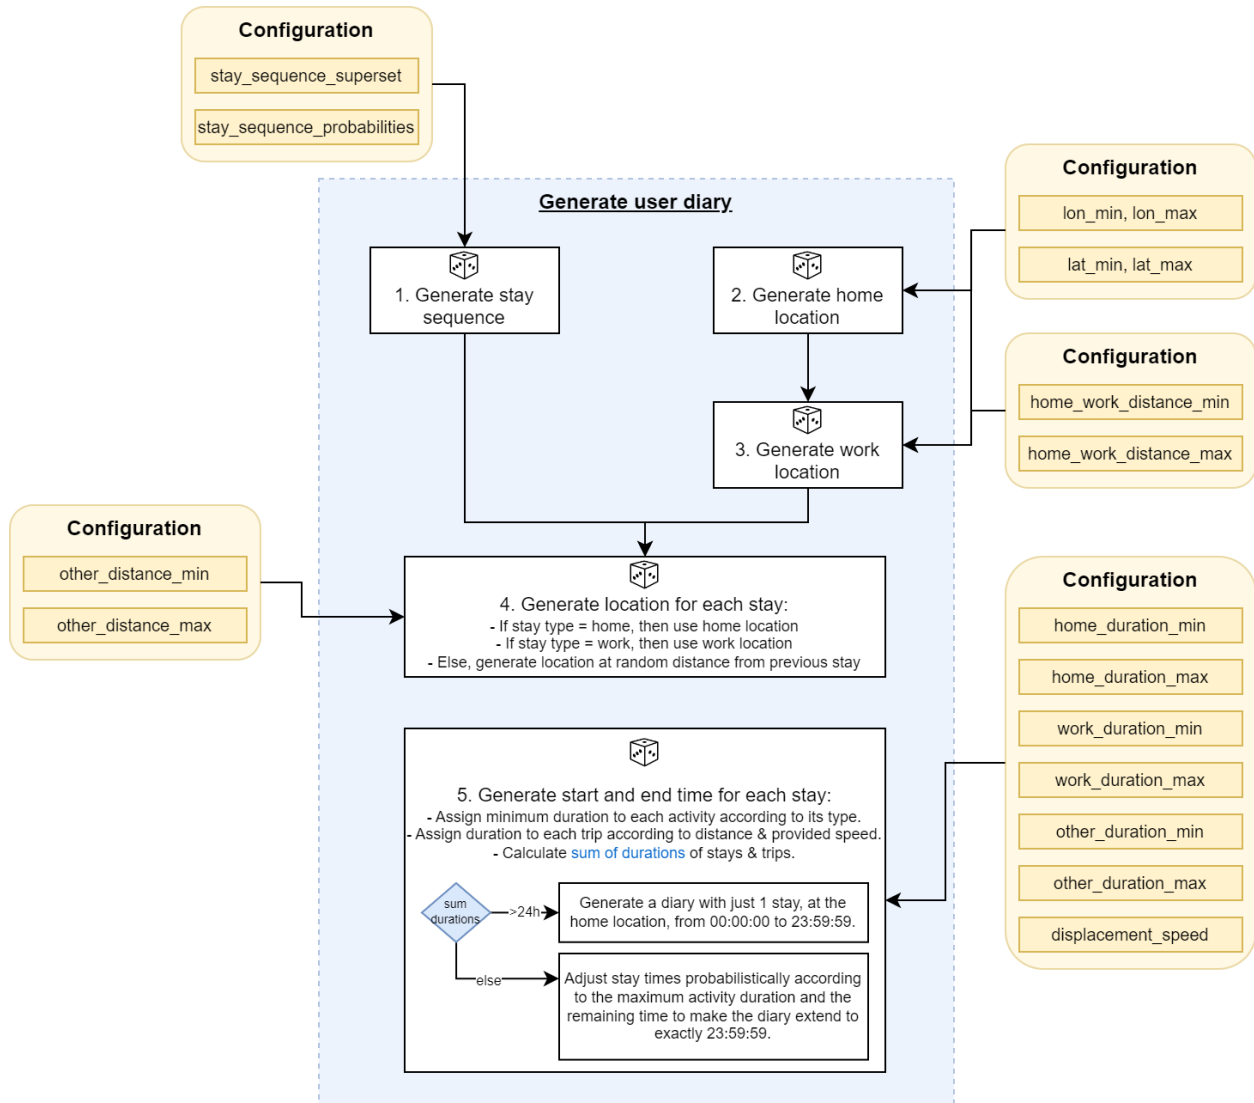 Configuration
stay_sequence_superset
stay_sequence_probabilities
Configuration
lon_min, lon_max
lat_min, lat_max
Generate user diary
1. Generate stay
sequence
2. Generate home
location
Configuration
home_work_distance_min
home_work_distance_max
3. Generate work
location
Configuration
other_distance_min
other_distance_max
4. Generate location for each stay:
- If stay type = home, then use home location
- If stay type = work, then use work location
- Else, generate location at random distance from previous stay
Configuration
home_duration_min
home_duration_max
work_duration_min
work_duration_max
other_duration_min
other_duration_max
displacement_speed
5. Generate start and end time for each stay:
- Assign minimum duration to each activity according to its type.
- Assign duration to each trip according to distance & provided speed.
- Calculate sum of durations of stays & trips.
sum
durations
>24h
Generate a diary with just 1 stay, at the
home location, from 00:00:00 to 23:59:59.
else
Adjust stay times probabilistically according
to the maximum activity duration and the
remaining time to make the diary extend to
exactly 23:59:59.